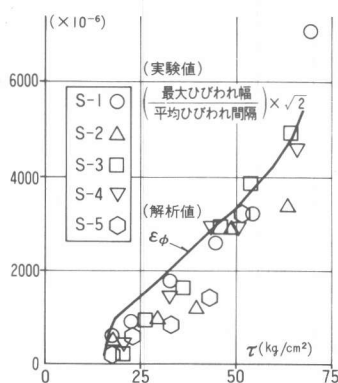 (×10⁻⁶)
6000
4000
2000
0
0
25
50
75
τ(kg/cm²)
S-1 ○
S-2 △
S-3 □
S-4 ▽
S-5 ⬡
(実験値)
(最大ひびわれ幅
平均ひびわれ間隔)×√2
(解析値)
εφ